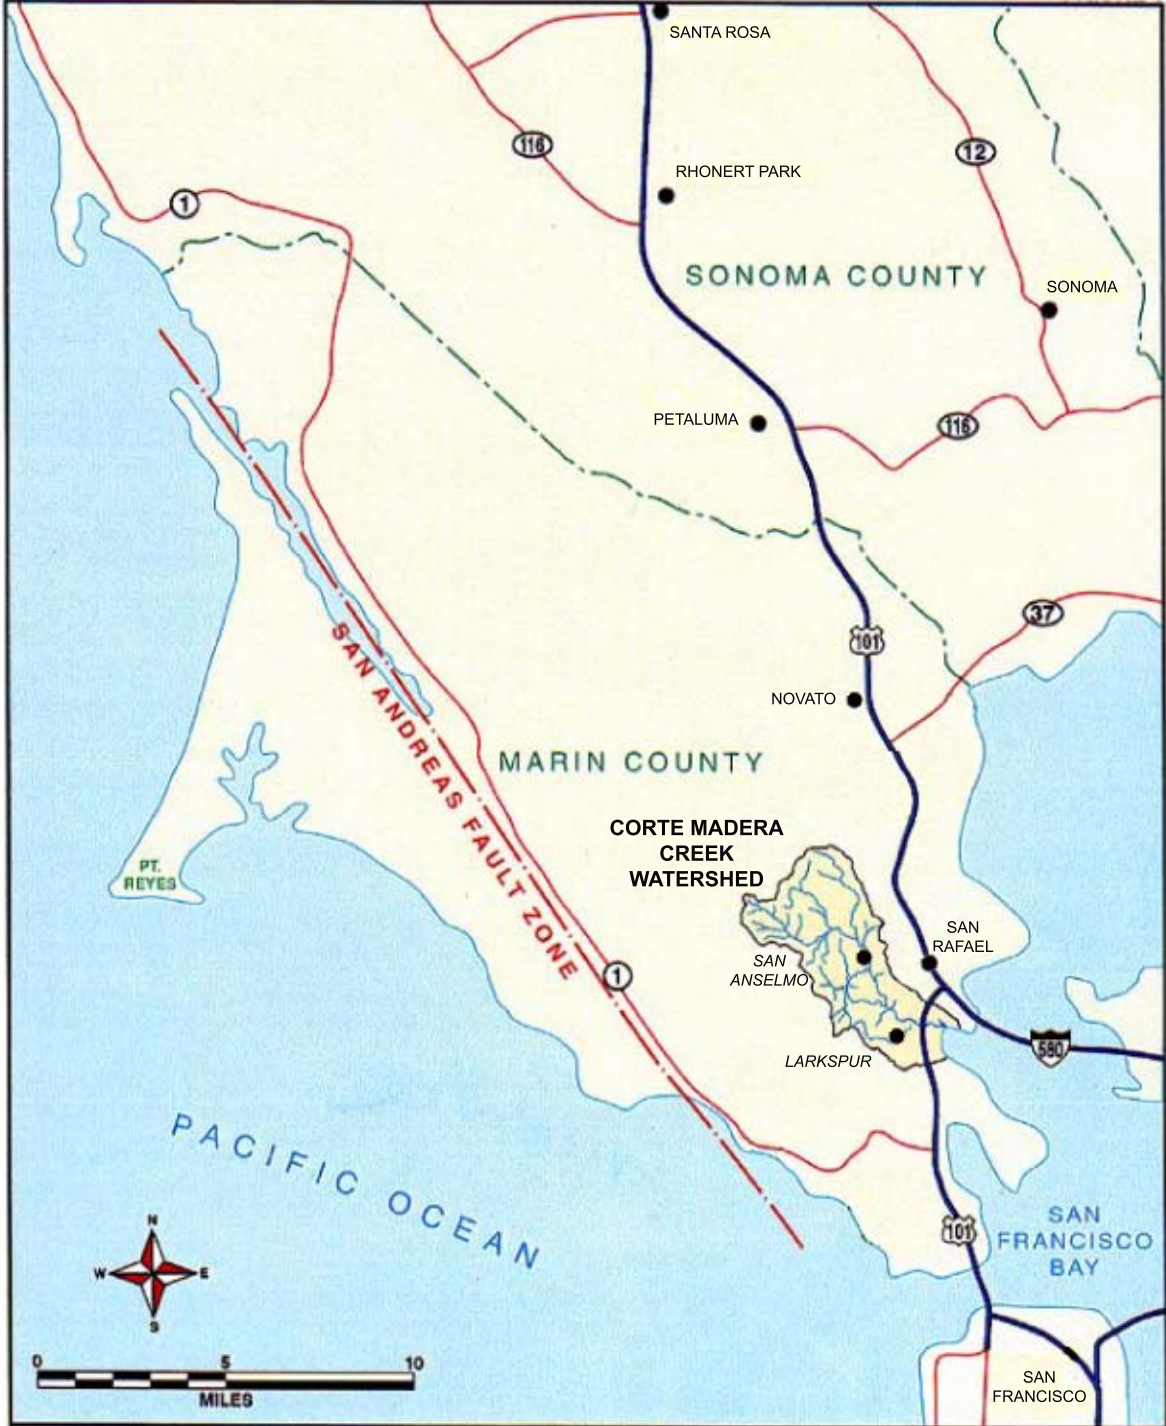 SANTA ROSA
116
12
RHONERT PARK
1
SONOMA COUNTY
SONOMA
PETALUMA
116
37
101
SAN ANDREAS FAULT ZONE
NOVATO
MARIN COUNTY
CORTE MADERA
CREEK
WATERSHED
PT.
REYES
SAN
RAFAEL
SAN
ANSELMO
1
580
LARKSPUR
PACIFIC OCEAN
SAN
FRANCISCO
BAY
101
N
W
E
S
0
5
10
MILES
SAN
FRANCISCO